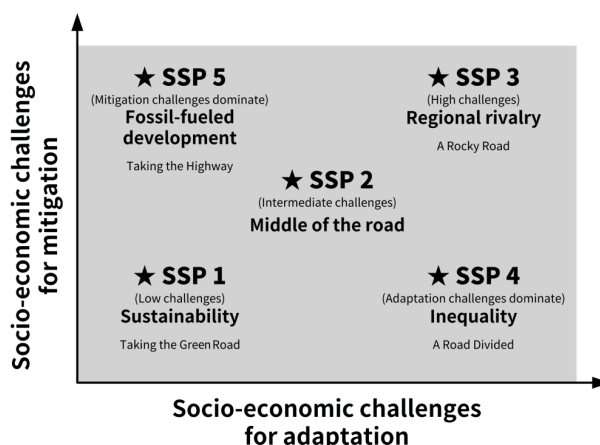 Socio-economic challenges
for mitigation
★ SSP 5
(Mitigation challenges dominate)
Fossil-fueled
development
Taking the Highway
★ SSP 3
(High challenges)
Regional rivalry
A Rocky Road
★ SSP 2
(Intermediate challenges)
Middle of the road
★ SSP 1
(Low challenges)
Sustainability
Taking the Green Road
★ SSP 4
(Adaptation challenges dominate)
Inequality
A Road Divided
Socio-economic challenges
for adaptation